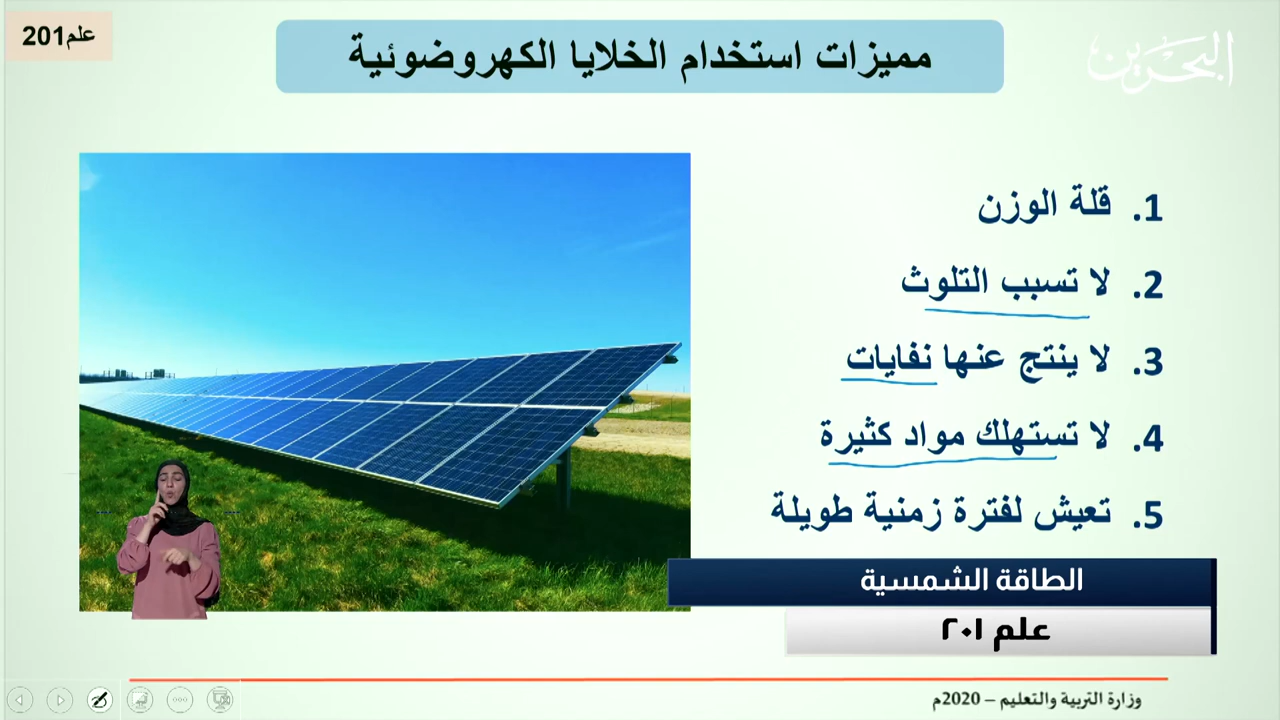 علم201
مميزات استخدام الخلايا الكهروضوئية
البحرين
1. قلة الوزن
2. لا تسبب التلوث
3. لا ينتج عنها نفايات
4. لا تستهلك مواد كثيرة
5. تعيش لفترة زمنية طويلة
الطاقة الشمسية
علم ٢٠١
وزارة التربية والتعليم – 2020م